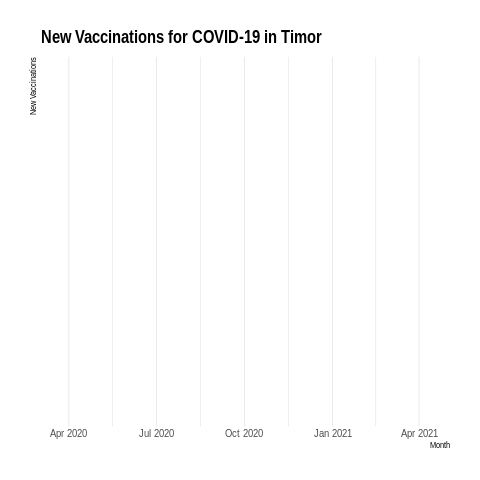 New Vaccinations for COVID-19 in Timor
New Vaccinations
Apr 2020 Jul 2020 Oct 2020 Jan 2021 Apr 2021
Month